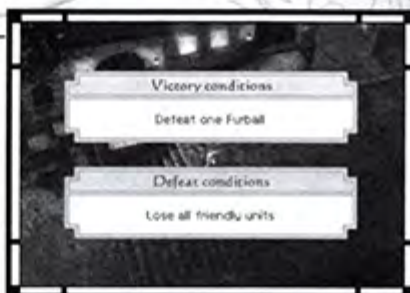 Victory conditions
Defeat one Furball
Defeat conditions
Lose all friendly units